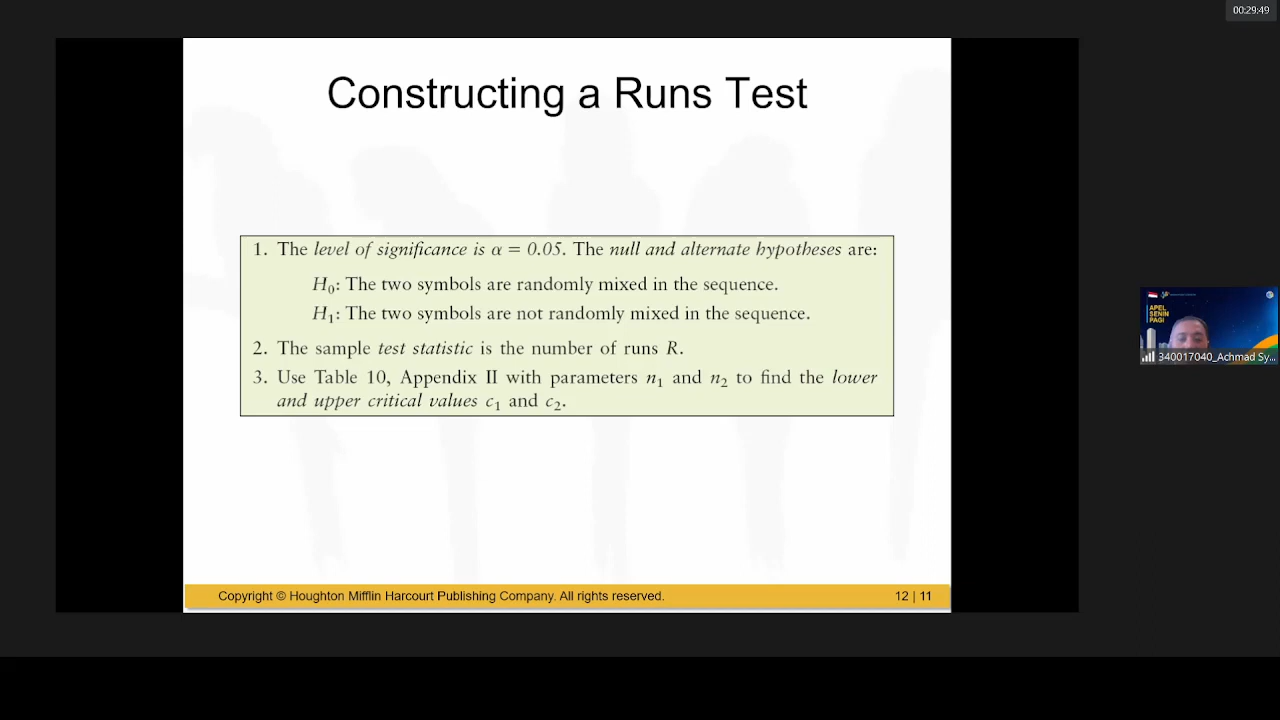 00:29:49
Constructing a Runs Test
1. The level of significance is α = 0.05. The null and alternate hypotheses are:
H₀: The two symbols are randomly mixed in the sequence.
H₁: The two symbols are not randomly mixed in the sequence.
2. The sample test statistic is the number of runs R.
3. Use Table 10, Appendix II with parameters n₁ and n₂ to find the lower
and upper critical values c₁ and c₂.
APEL
SENIN
PAGI
340017040_Achmad Sy...
Copyright © Houghton Mifflin Harcourt Publishing Company. All rights reserved.
12 | 11